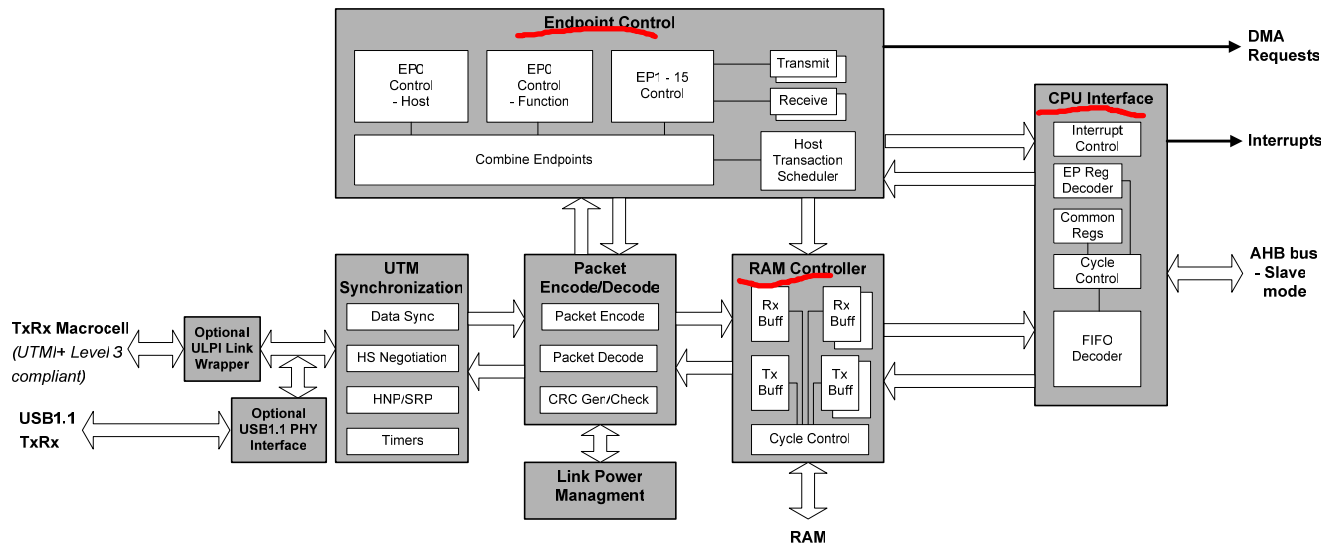 Endpoint Control
EP0
Control
- Host
EP0
Control
- Function
EP1 - 15
Control
Transmit
Receive
Combine Endpoints
Host
Transaction
Scheduler
DMA
Requests
CPU Interface
Interrupt
Control
EP Reg
Decoder
Common
Regs
Cycle
Control
FIFO
Decoder
Interrupts
AHB bus
- Slave
mode
UTM
Synchronization
Data Sync
HS Negotiation
HNP/SRP
Timers
Packet
Encode/Decode
Packet Encode
Packet Decode
CRC Gen/Check
RAM Controller
Rx
Buff
Rx
Buff
Tx
Buff
Tx
Buff
Cycle Control
TxRx Macrocell
(UTMI+ Level 3
compliant)
Optional
ULPI Link
Wrapper
USB1.1
TxRx
Optional
USB1.1 PHY
Interface
Link Power
Managment
RAM